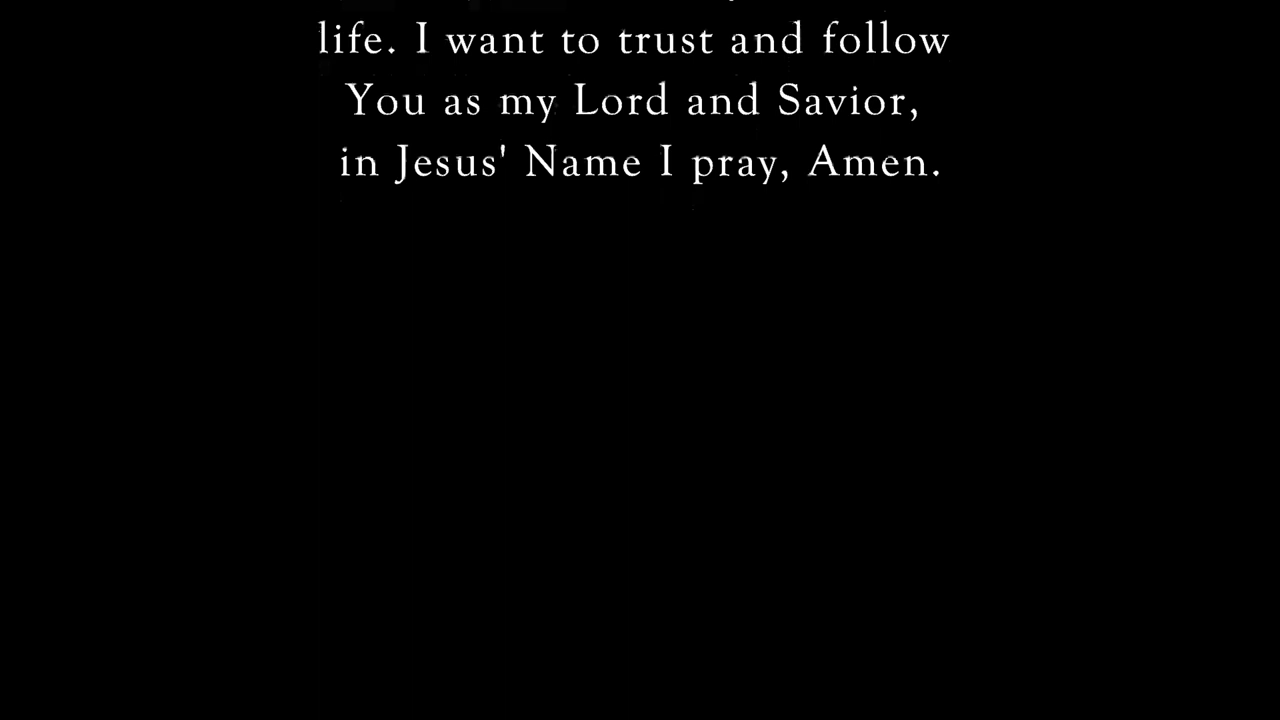 life. I want to trust and follow
You as my Lord and Savior,
in Jesus' Name I pray, Amen.